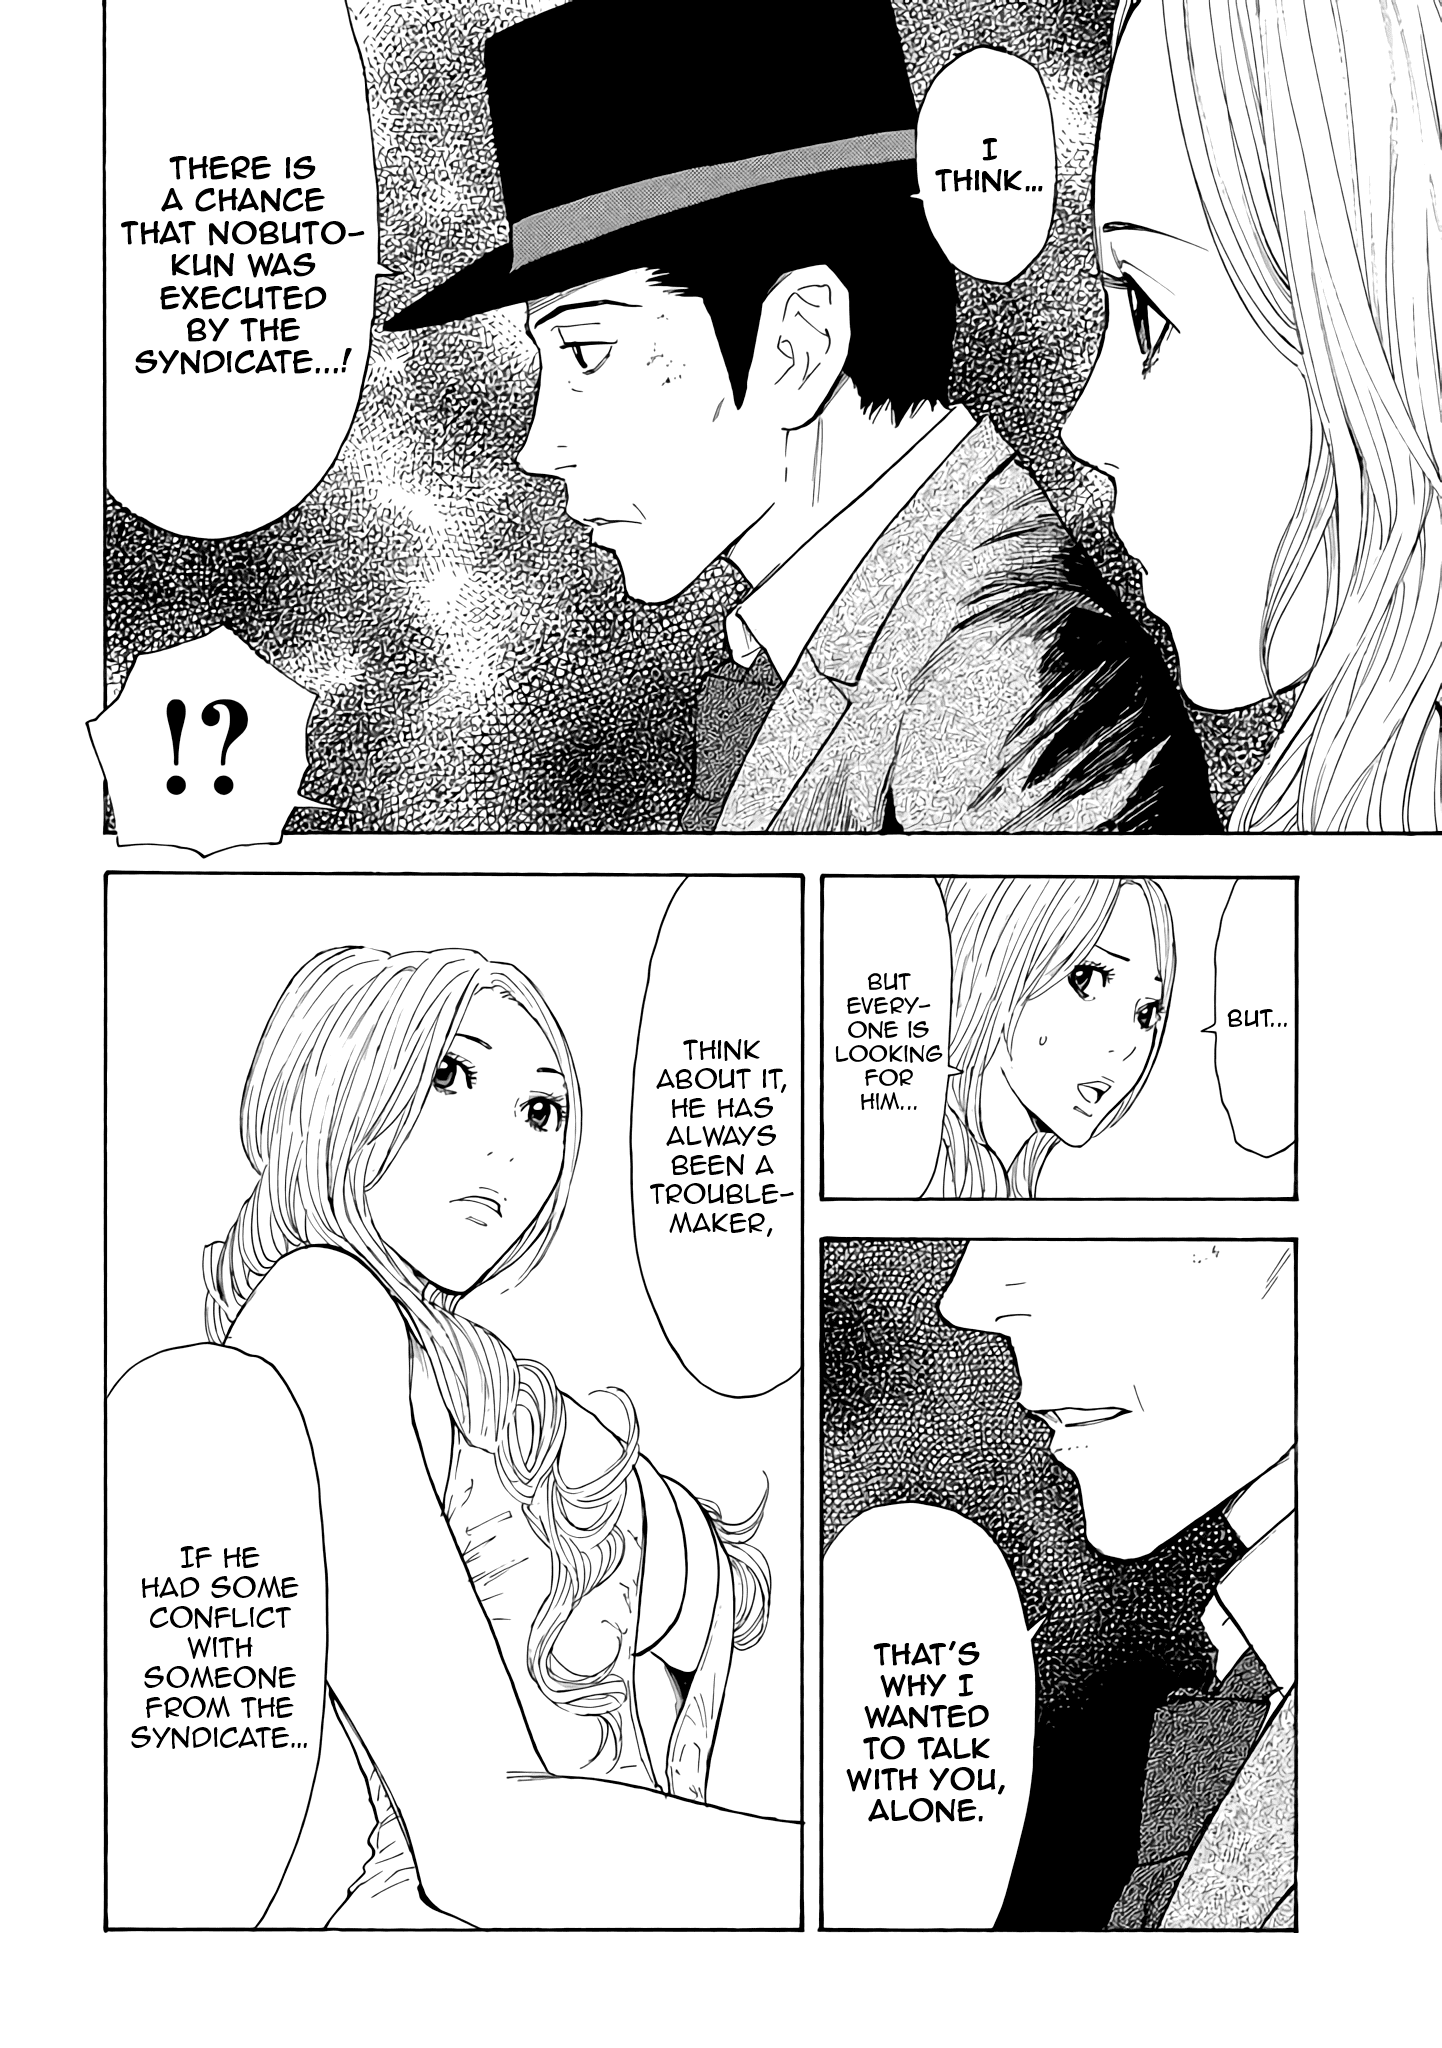 I
THINK...
THERE IS
A CHANCE
THAT NOBUTO-
KUN WAS
EXECUTED
BY THE
SYNDICATE...!
!?
BUT...
BUT
EVERY-
ONE IS
LOOKING
FOR
HIM...
THAT'S
WHY I
WANTED
TO TALK
WITH YOU,
ALONE.
THINK
ABOUT IT,
HE HAS
ALWAYS
BEEN A
TROUBLE-
MAKER,
IF HE
HAD SOME
CONFLICT
WITH
SOMEONE
FROM THE
SYNDICATE...